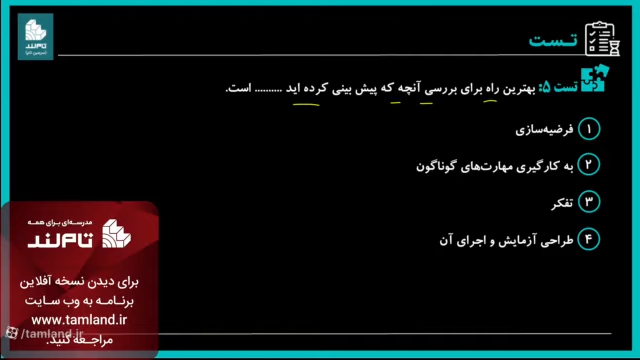 تاملند
تست
تست ۵: بهترین راه برای بررسی آنچه که پیش بینی کرده اید .......... است.
۱ فرضیه‌سازی
۲ به کارگیری مهارت‌های گوناگون
۳ تفکر
۴ طراحی آزمایش و اجرای آن
مدرسه‌ای برای همه
تاملند
برای دیدن نسخه آفلاین
برنامه به وب سایت
www.tamland.ir
مراجعه کنید.
/tamland.ir